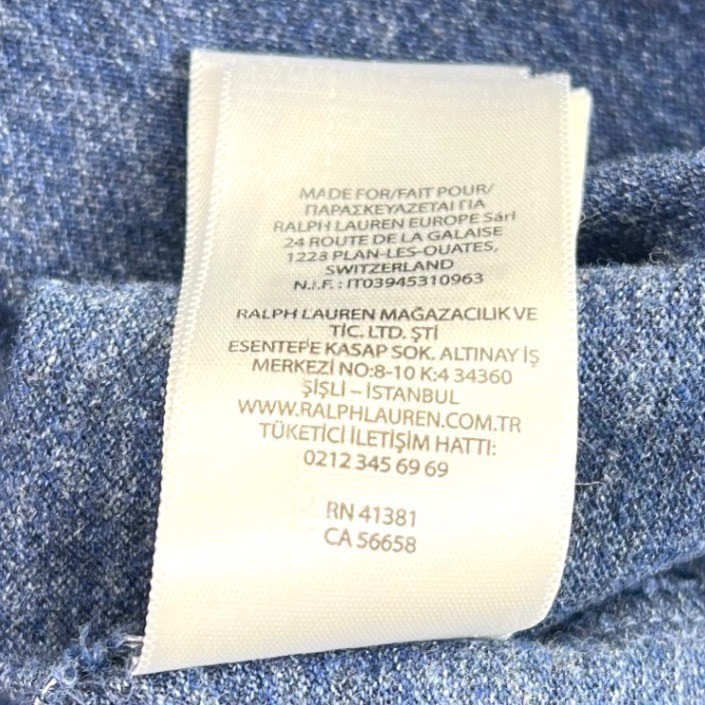 MADE FOR/FAIT POUR/
ΠΑΡΑΣΚΕΥΑΖΕΤΑΙ ΓΙΑ
RALPH LAUREN EUROPE Sárl
24 ROUTE DE LA GALAISE
1228 PLAN-LES-OUATES,
SWITZERLAND
N.I.F. : IT03945310963
RALPH LAUREN MAĞAZACILIK VE
TİC. LTD. ŞTİ
ESENTEPE KASAP SOK. ALTINAY İŞ
MERKEZİ NO:8-10 K:4 34360
ŞİŞLİ – İSTANBUL
WWW.RALPHLAUREN.COM.TR
TÜKETİCİ İLETİŞİM HATTI:
0212 345 69 69
RN 41381
CA 56658